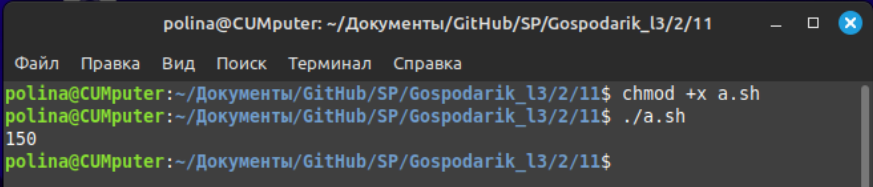 polina@CUMputer: ~/Документы/GitHub/SP/Gospodarik_l3/2/11
Файл Правка Вид Поиск Терминал Справка
polina@CUMputer:~/Документы/GitHub/SP/Gospodarik_l3/2/11$ chmod +x a.sh
polina@CUMputer:~/Документы/GitHub/SP/Gospodarik_l3/2/11$ ./a.sh
150
polina@CUMputer:~/Документы/GitHub/SP/Gospodarik_l3/2/11$